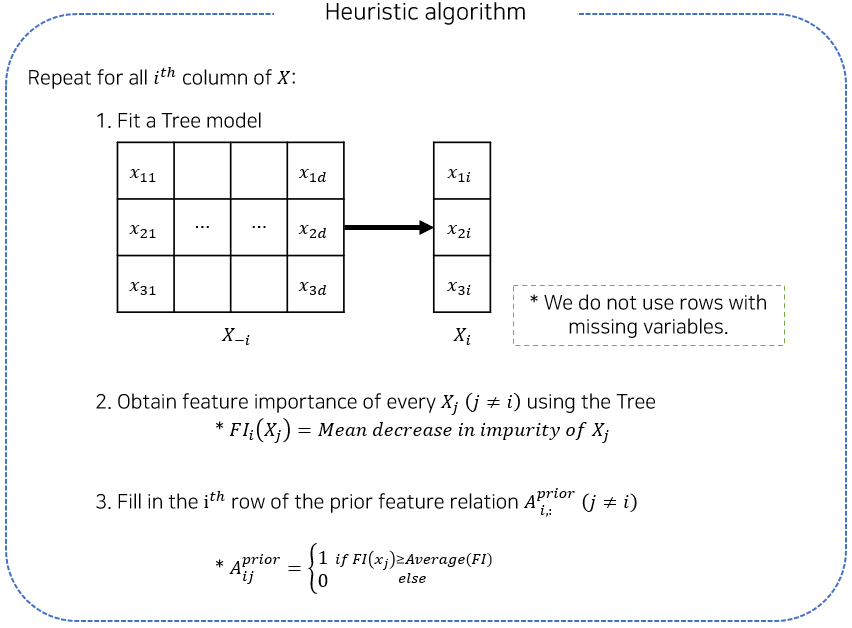 Heuristic algorithm
Repeat for all $i^{th}$ column of $X$:
1. Fit a Tree model
$x_{11}$ $x_{1d}$ $x_{1i}$
$x_{21}$ ... ... $x_{2d}$ $x_{2i}$
$x_{31}$ $x_{3d}$ $x_{3i}$
$X_{-i}$ $X_i$
* We do not use rows with
missing variables.
2. Obtain feature importance of every $X_j$ $(j \neq i)$ using the Tree
* $FI_i(X_j) = Mean\ decrease\ in\ impurity\ of\ X_j$
3. Fill in the $\mathrm{i}^{th}$ row of the prior feature relation $A_{i,:}^{prior}$ $(j \neq i)$
* $A_{ij}^{prior} = \begin{cases} 1 & if\ FI(x_j) \geq Average(FI) \\ 0 & else \end{cases}$